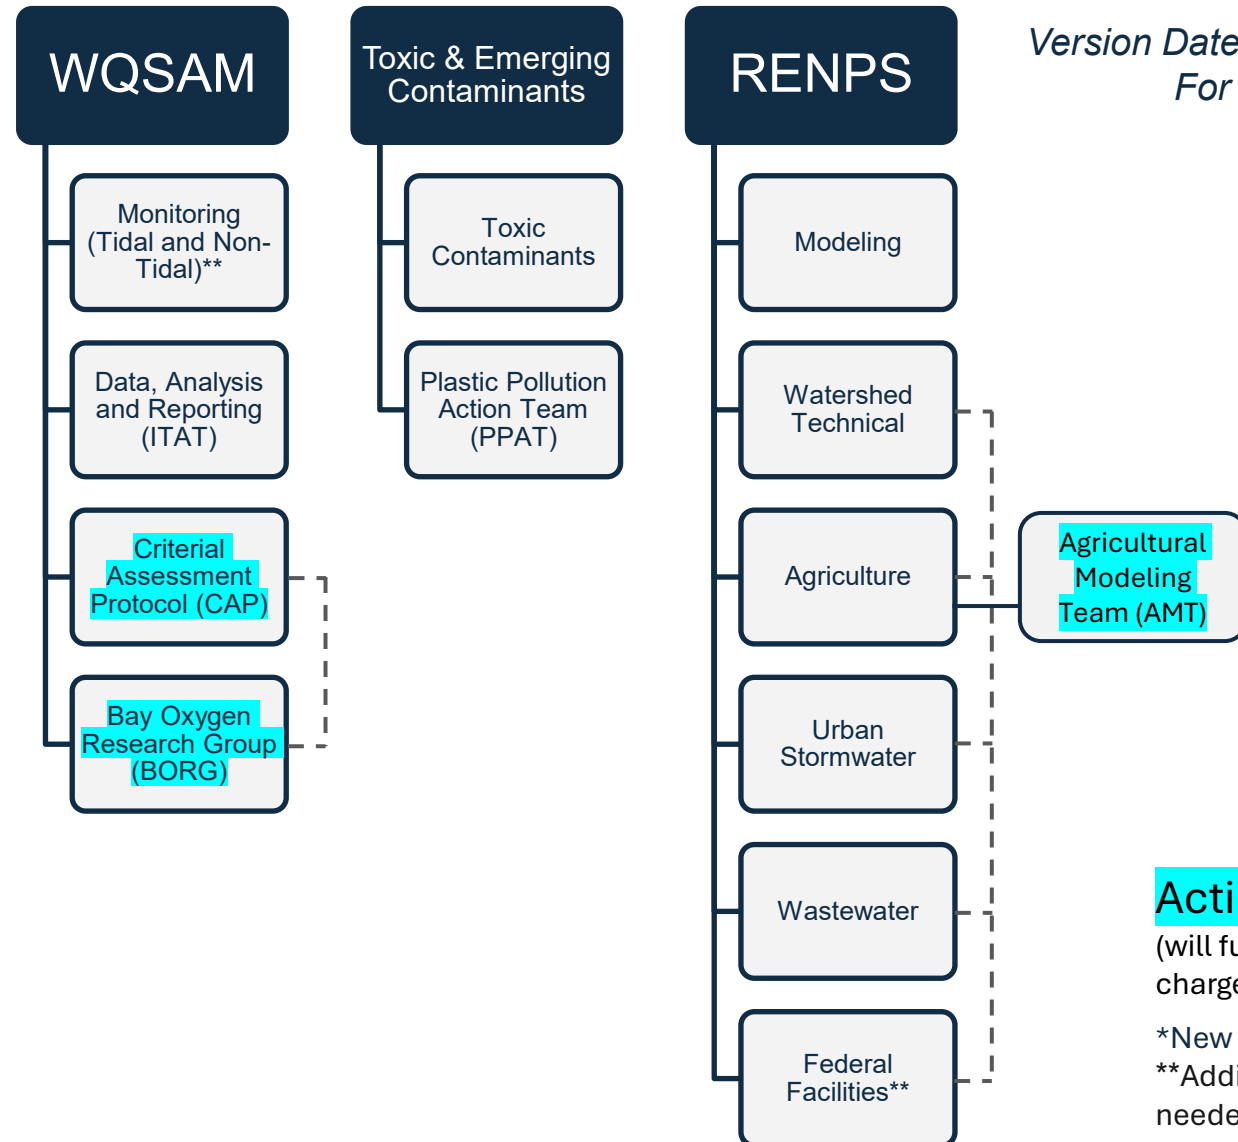 WQSAM
Monitoring
(Tidal and Non-
Tidal)**
Data, Analysis
and Reporting
(ITAT)
Criterial
Assessment
Protocol (CAP)
Bay Oxygen
Research Group
(BORG)
Toxic & Emerging
Contaminants
Toxic
Contaminants
Plastic Pollution
Action Team
(PPAT)
RENPS
Modeling
Watershed
Technical
Agriculture
Urban
Stormwater
Wastewater
Federal
Facilities**
Agricultural
Modeling
Team (AMT)
Version Date
For
(will
*New